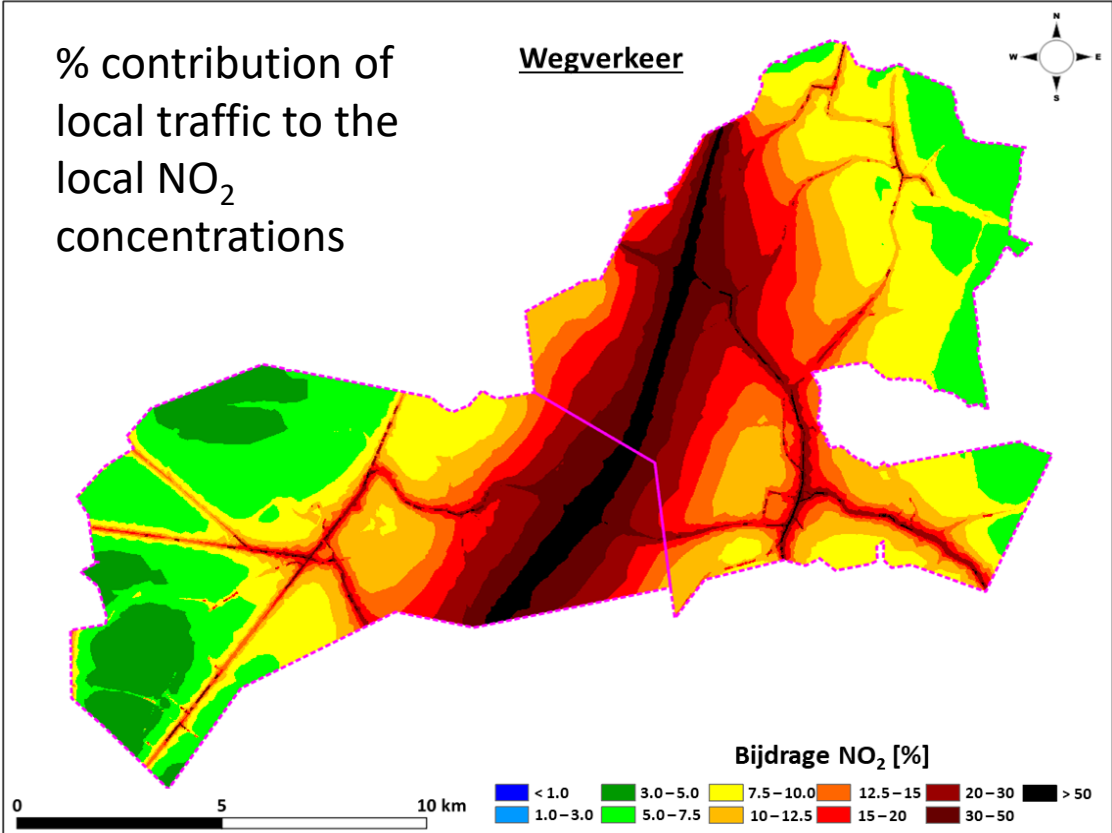 % contribution of
local traffic to the
local NO₂
concentrations
Wegverkeer
N
W
E
S
Bijdrage NO₂ [%]
< 1.0
3.0 – 5.0
7.5 – 10.0
12.5 – 15
20 – 30
> 50
1.0 – 3.0
5.0 – 7.5
10 – 12.5
15 – 20
30 – 50
0
5
10 km